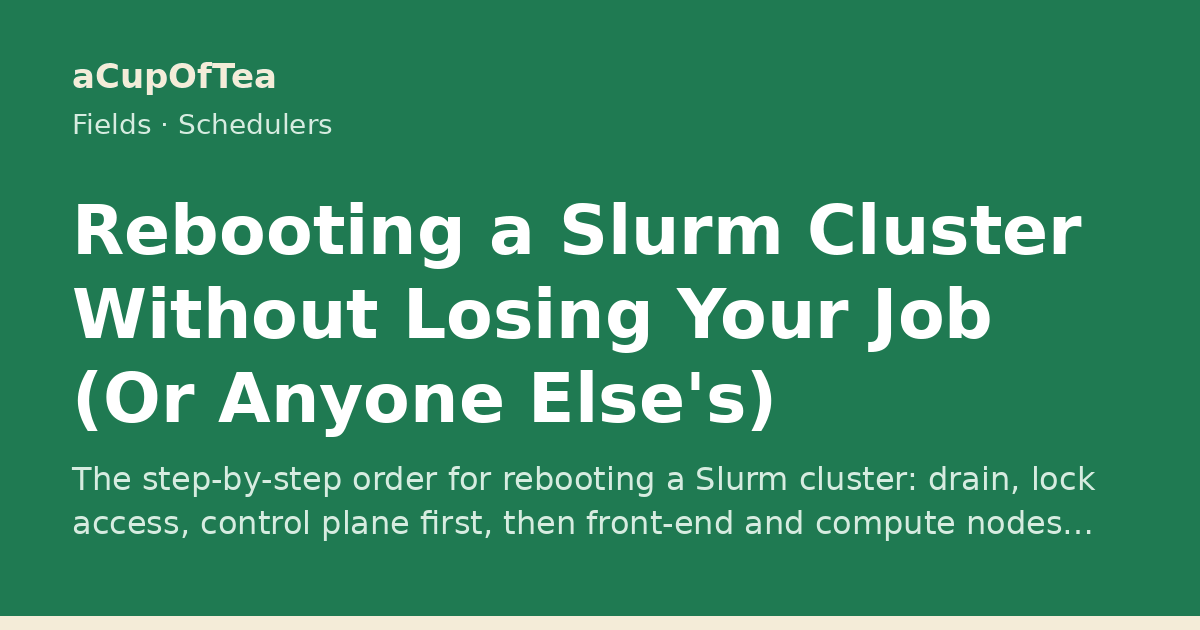 aCupOfTea
Fields · Schedulers
Rebooting a Slurm Cluster
Without Losing Your Job
(Or Anyone Else's)
The step-by-step order for rebooting a Slurm cluster: drain, lock
access, control plane first, then front-end and compute nodes…